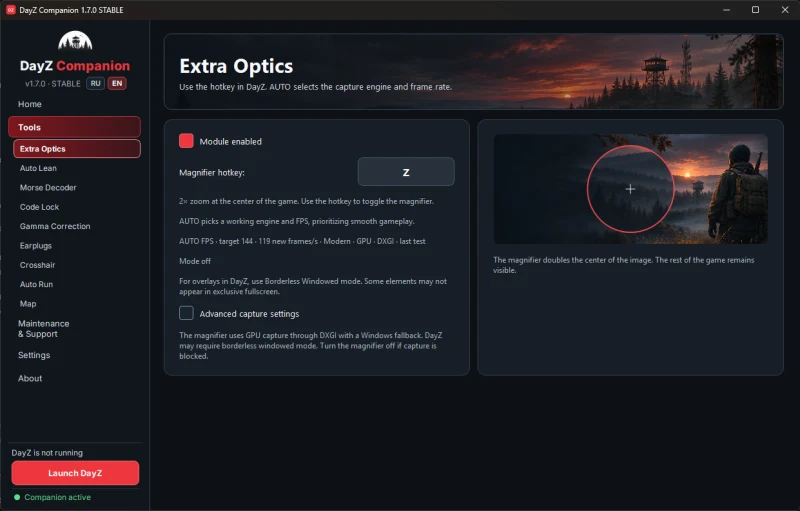 DZ DayZ Companion 1.7.0 STABLE
DayZ Companion
v1.7.0 · STABLE RU EN
Home
Tools
Extra Optics
Auto Lean
Morse Decoder
Code Lock
Gamma Correction
Earplugs
Crosshair
Auto Run
Map
Maintenance
& Support
Settings
About
DayZ is not running
Launch DayZ
Companion active
Extra Optics
Use the hotkey in DayZ. AUTO selects the capture engine and frame rate.
Module enabled
Magnifier hotkey: Z
2× zoom at the center of the game. Use the hotkey to toggle the magnifier.
AUTO picks a working engine and FPS, prioritizing smooth gameplay.
AUTO FPS · target 144 · 119 new frames/s · Modern · GPU · DXGI · last test
Mode off
For overlays in DayZ, use Borderless Windowed mode. Some elements may not
appear in exclusive fullscreen.
Advanced capture settings
The magnifier uses GPU capture through DXGI with a Windows fallback. DayZ
may require borderless windowed mode. Turn the magnifier off if capture is
blocked.
The magnifier doubles the center of the image. The rest of the game remains
visible.